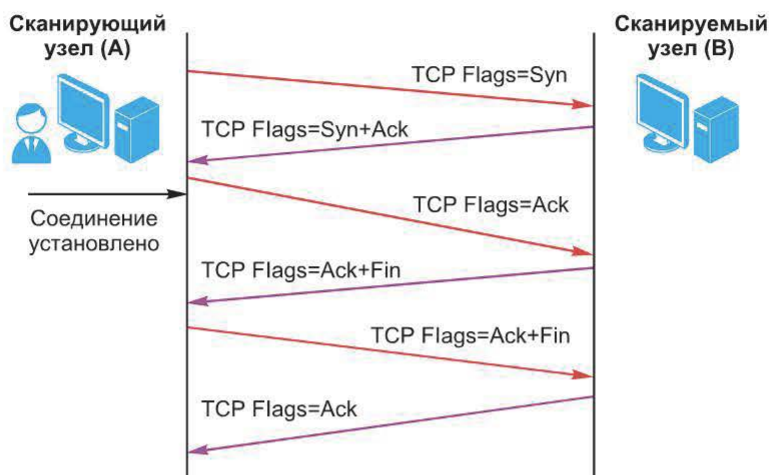 Сканирующий
узел (A)
Сканируемый
узел (B)
TCP Flags=Syn
TCP Flags=Syn+Ack
Соединение
установлено
TCP Flags=Ack
TCP Flags=Ack+Fin
TCP Flags=Ack+Fin
TCP Flags=Ack